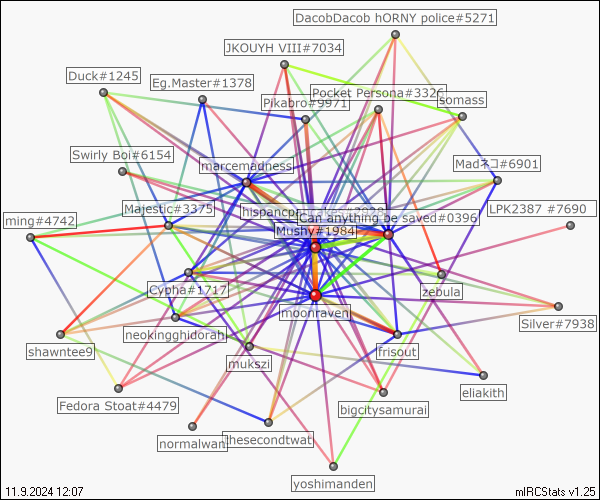 DacobDacob hORNY police#5271
JKOUYH VIII#7034
Duck#1245
Eg.Master#1378
Pocket Persona#3326
Pikabro#9971
somass
Swirly Boi#6154
marcemadness
Madネコ#6901
Majestic#3375
LPK2387 #7690
ming#4742
Can anything be saved#0396
Mushy#1984
Cypha#1717
zebula
moonraven
Silver#7938
neokingghidorah
shawntee9
frisout
mukszi
eliakith
Fedora Stoat#4479
bigcitysamurai
normalwan
thesecondtwat
yoshimanden
11.9.2024 12:07
mIRCStats v1.25